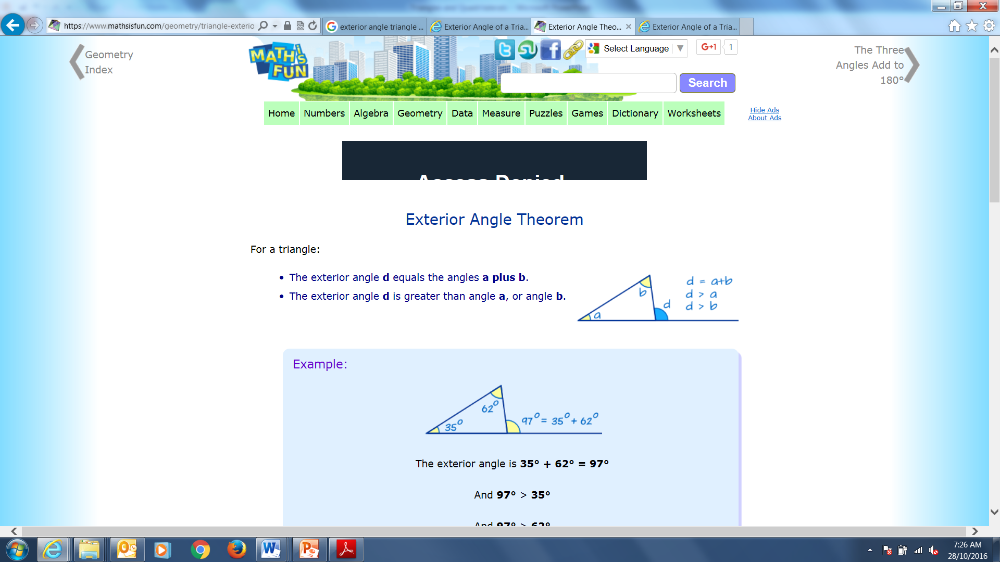 https://www.mathsisfun.com/geometry/triangle-exterio
exterior angle triangle ...
Exterior Angle of a Tria...
Exterior Angle Theo...
Exterior Angle of a Tria...
Geometry
Index
MATH is
FUN
Select Language
G+1
1
The Three
Angles Add to
180°
Search
Home Numbers Algebra Geometry Data Measure Puzzles Games Dictionary Worksheets
Hide Ads
About Ads
Access Denied
Exterior Angle Theorem
For a triangle:
• The exterior angle d equals the angles a plus b.
• The exterior angle d is greater than angle a, or angle b.
a
b
d
d = a+b
d > a
d > b
Example:
62°
35°
97° = 35° + 62°
The exterior angle is 35° + 62° = 97°
And 97° > 35°
And 97° > 62°
7:26 AM
28/10/2016